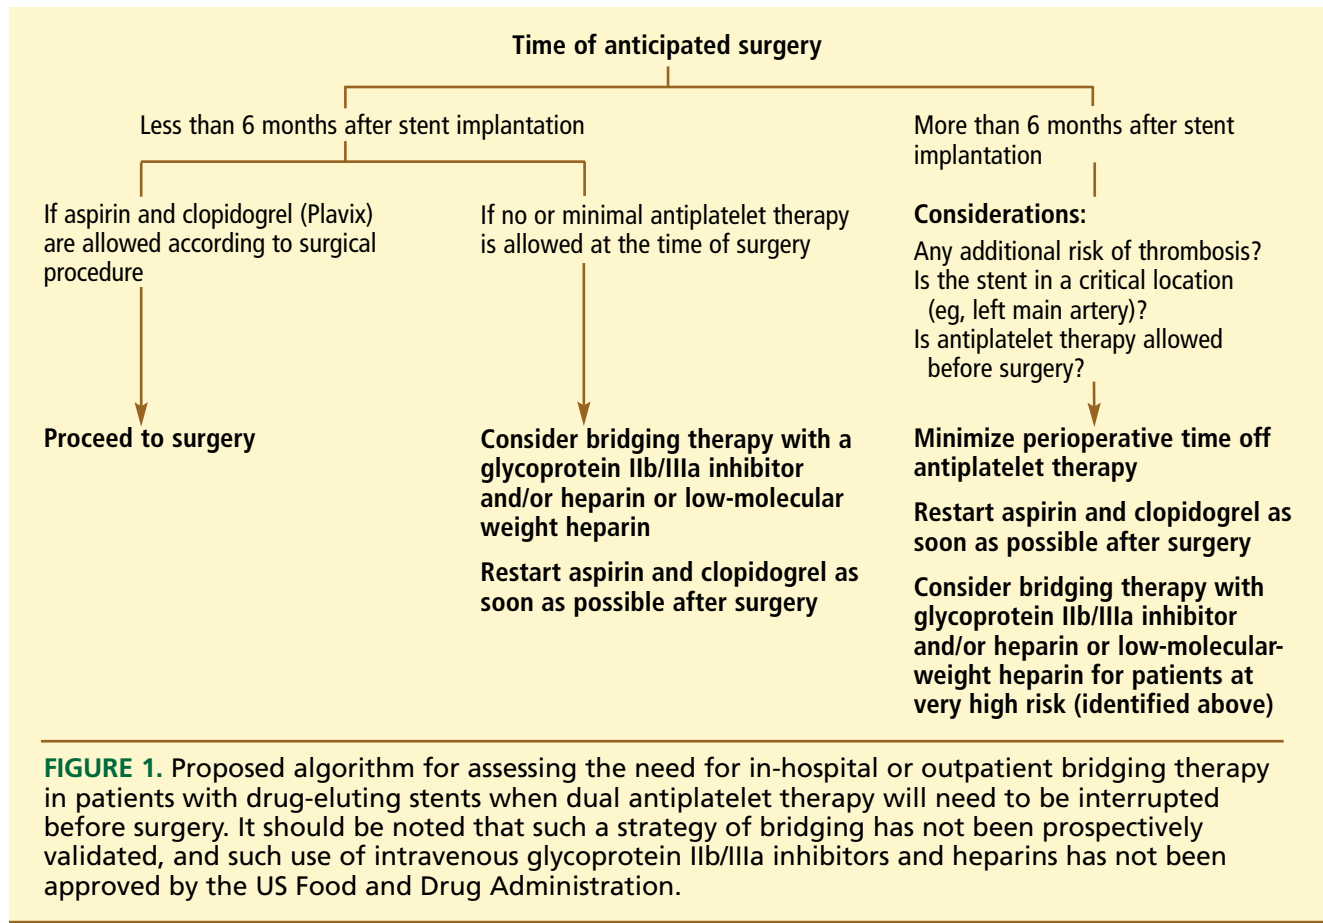 Time of anticipated surgery
Less than 6 months after stent implantation
If aspirin and clopidogrel (Plavix)
are allowed according to surgical
procedure
Proceed to surgery
If no or minimal antiplatelet therapy
is allowed at the time of surgery
Consider bridging therapy with a
glycoprotein IIb/IIIa inhibitor
and/or heparin or low-molecular
weight heparin
Restart aspirin and clopidogrel as
soon as possible after surgery
More than 6 months after stent
implantation
Considerations:
Any additional risk of thrombosis?
Is the stent in a critical location
(eg, left main artery)?
Is antiplatelet therapy allowed
before surgery?
Minimize perioperative time off
antiplatelet therapy
Restart aspirin and clopidogrel as
soon as possible after surgery
Consider bridging therapy with
glycoprotein IIb/IIIa inhibitor
and/or heparin or low-molecular-
weight heparin for patients at
very high risk (identified above)
FIGURE 1. Proposed algorithm for assessing the need for in-hospital or outpatient bridging therapy
in patients with drug-eluting stents when dual antiplatelet therapy will need to be interrupted
before surgery. It should be noted that such a strategy of bridging has not been prospectively
validated, and such use of intravenous glycoprotein IIb/IIIa inhibitors and heparins has not been
approved by the US Food and Drug Administration.